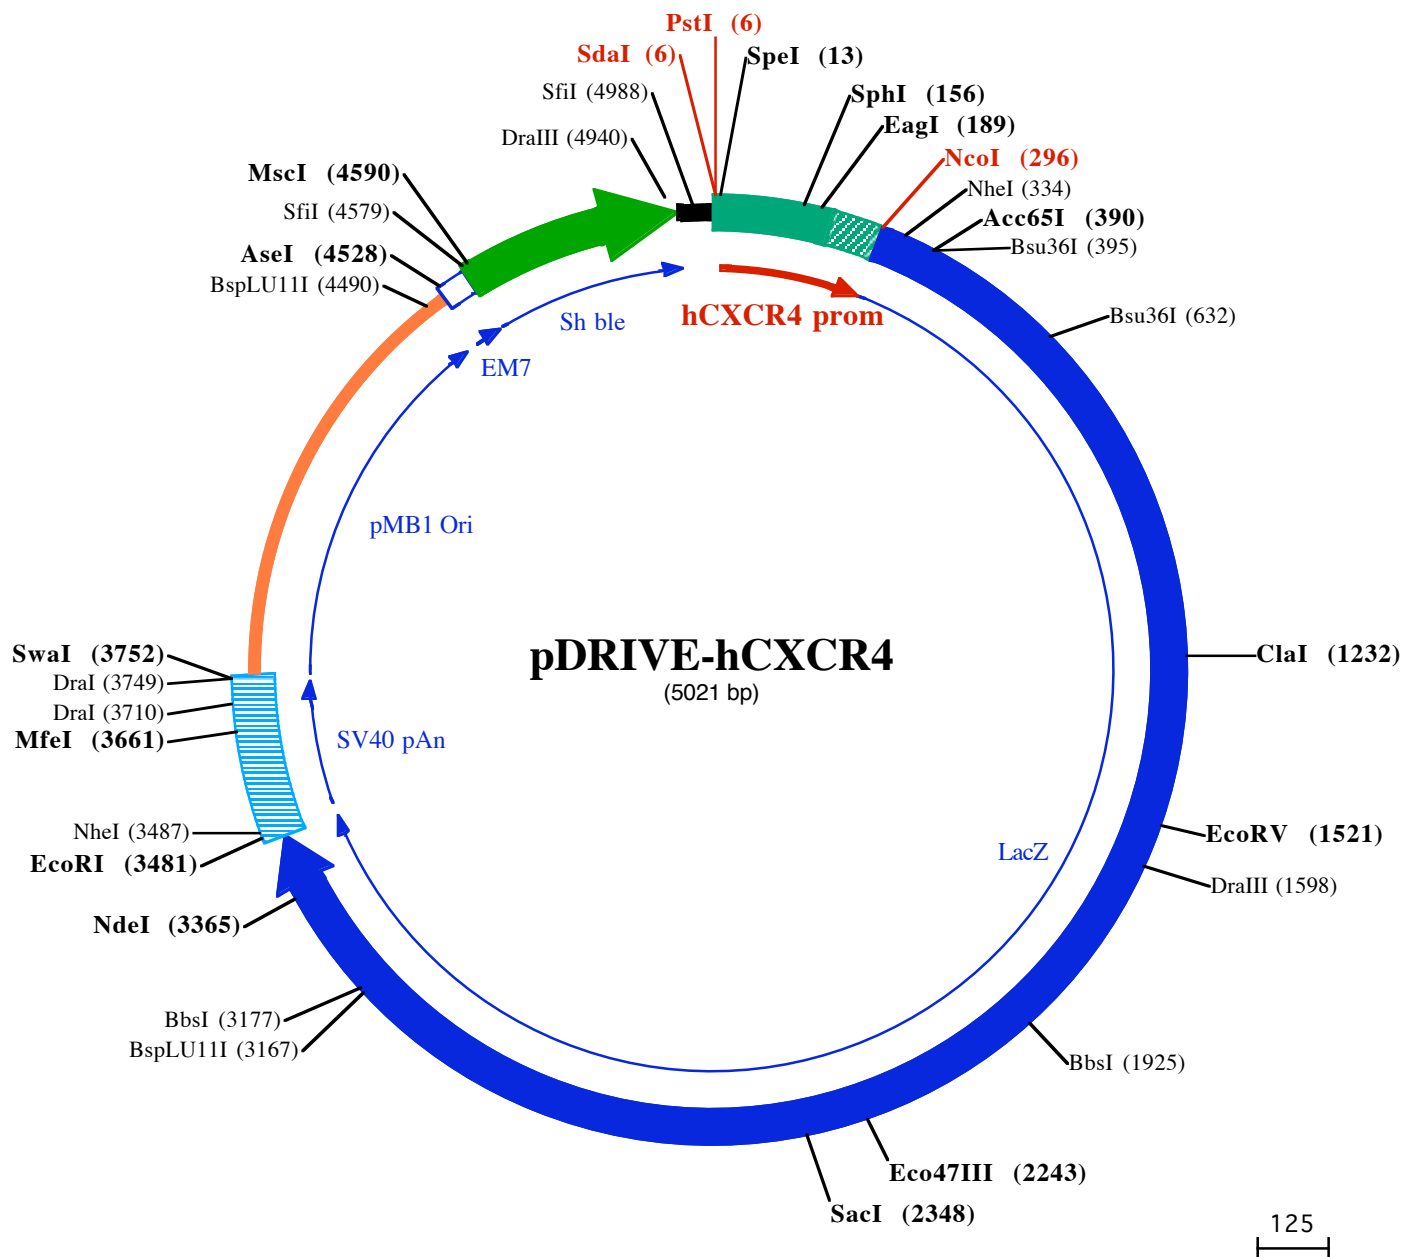 PstI (6)
SdaI (6)
SpeI (13)
SfiI (4988)
SphI (156)
EagI (189)
DraIII (4940)
NcoI (296)
MscI (4590)
NheI (334)
SfiI (4579)
Acc65I (390)
Bsu36I (395)
AseI (4528)
BspLU11I (4490)
hCXCR4 prom
Bsu36I (632)
Sh ble
EM7
pMB1 Ori
pDRIVE-hCXCR4
(5021 bp)
SwaI (3752)
ClaI (1232)
DraI (3749)
DraI (3710)
MfeI (3661)
SV40 pAn
NheI (3487)
EcoRV (1521)
EcoRI (3481)
LacZ
DraIII (1598)
NdeI (3365)
BbsI (3177)
BspLU11I (3167)
BbsI (1925)
Eco47III (2243)
SacI (2348)
125